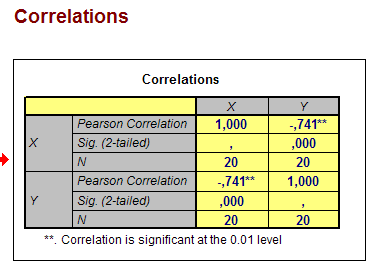 Correlations
Correlations
X Y
X Pearson Correlation 1,000 -,741**
Sig. (2-tailed) , ,000
N 20 20
Y Pearson Correlation -,741** 1,000
Sig. (2-tailed) ,000 ,
N 20 20
**. Correlation is significant at the 0.01 level